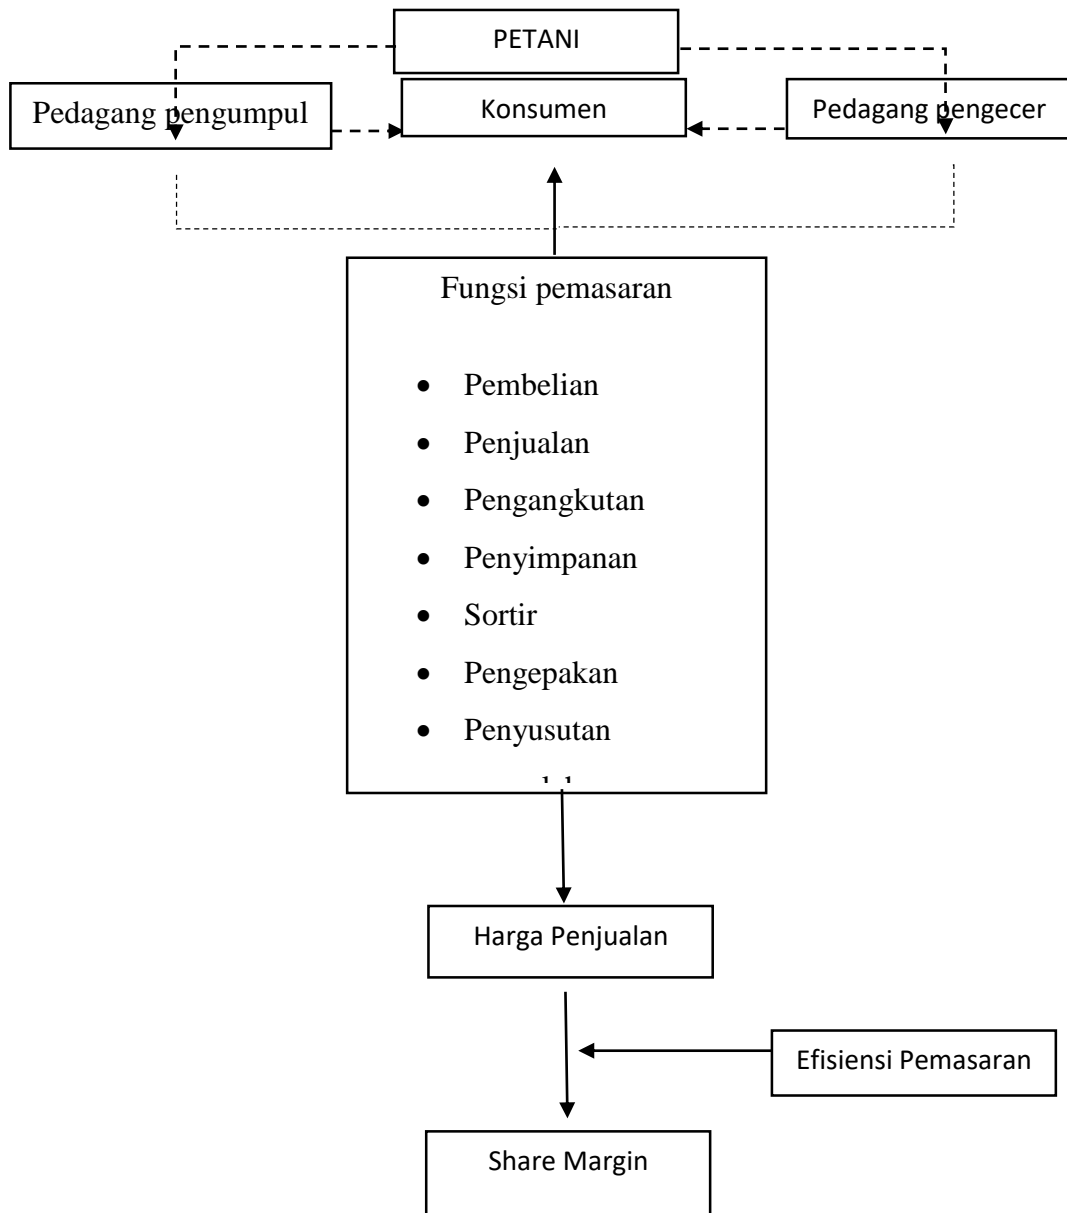 PETANI
Pedagang pengumpul
Konsumen
Pedagang pengecer
Fungsi pemasaran
• Pembelian
• Penjualan
• Pengangkutan
• Penyimpanan
• Sortir
• Pengepakan
• Penyusutan
Harga Penjualan
Efisiensi Pemasaran
Share Margin